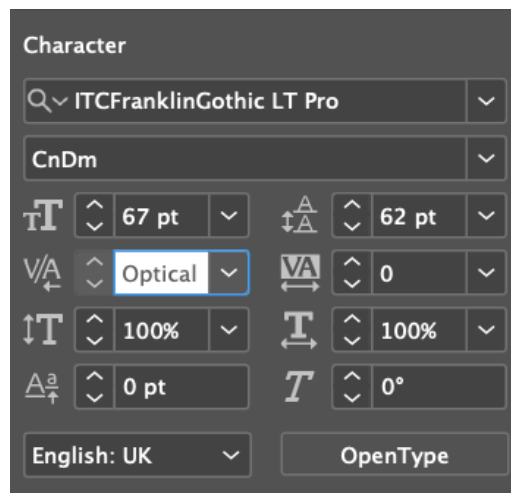 Character
ITCFranklinGothic LT Pro
CnDm
67 pt 62 pt
Optical 0
100% 100%
0 pt 0°
English: UK OpenType